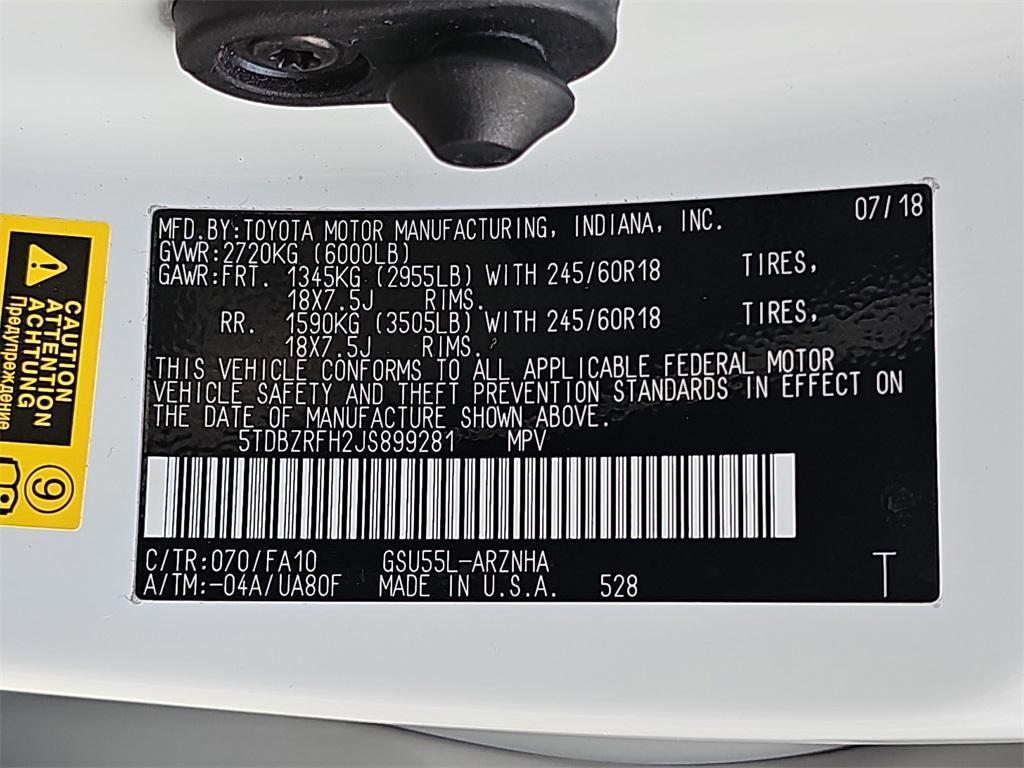 MFD.BY:TOYOTA MOTOR MANUFACTURING, INDIANA, INC. 07/18
GVWR:2720KG (6000LB)
GAWR:FRT. 1345KG (2955LB) WITH 245/60R18 TIRES,
18X7.5J RIMS.
RR. 1590KG (3505LB) WITH 245/60R18 TIRES,
18X7.5J RIMS.
THIS VEHICLE CONFORMS TO ALL APPLICABLE FEDERAL MOTOR
VEHICLE SAFETY AND THEFT PREVENTION STANDARDS IN EFFECT ON
THE DATE OF MANUFACTURE SHOWN ABOVE.
5TDBZRFH2JS899281 MPV
C/TR:070/FA10 GSU55L-ARZNHA
A/TM:-04A/UA80F MADE IN U.S.A. 528 T
CAUTION
ATTENTION
ACHTUNG
Предупреждение
9